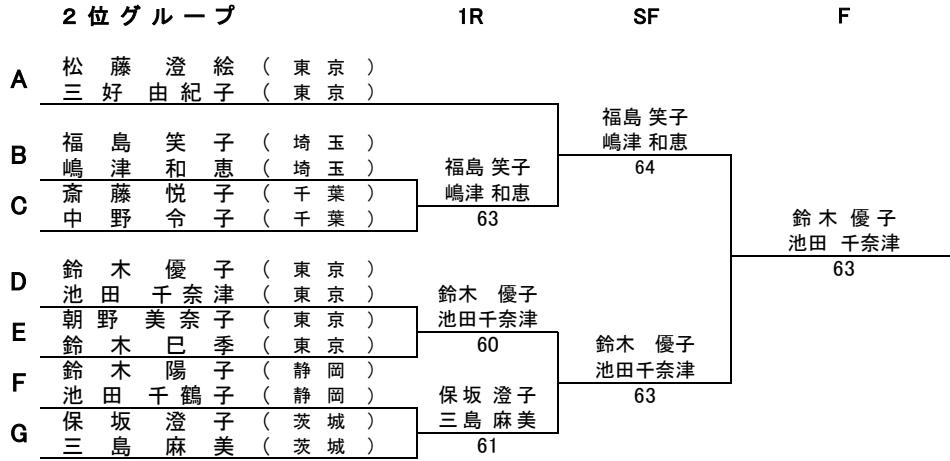 2位グループ 1R SF F
A 松藤澄絵 (東京)
三好由紀子 (東京)
福島 笑子
嶋津 和恵
64
B 福島笑子 (埼玉)
嶋津和恵 (埼玉)
福島 笑子
嶋津 和恵
63
C 斎藤悦子 (千葉)
中野令子 (千葉)
鈴木 優子
池田 千奈津
63
D 鈴木優子 (東京)
池田千奈津 (東京)
鈴木 優子
池田千奈津
60
E 朝野美奈子 (東京)
鈴木巳季 (東京)
鈴木 優子
池田千奈津
63
F 鈴木陽子 (静岡)
池田千鶴子 (静岡)
保坂 澄子
三島 麻美
61
G 保坂澄子 (茨城)
三島麻美 (茨城)